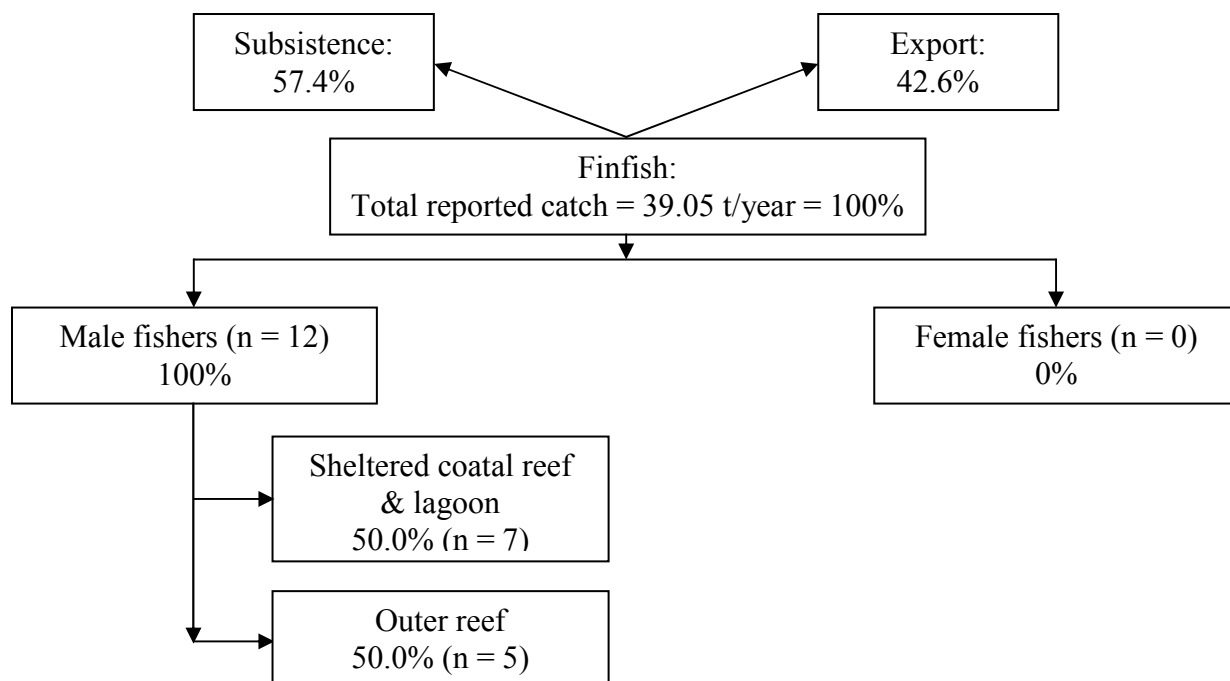 Subsistence:
57.4%
Export:
42.6%
Finfish:
Total reported catch = 39.05 t/year = 100%
Male fishers (n = 12)
100%
Female fishers (n = 0)
0%
Sheltered coatal reef
& lagoon
50.0% (n = 7)
Outer reef
50.0% (n = 5)